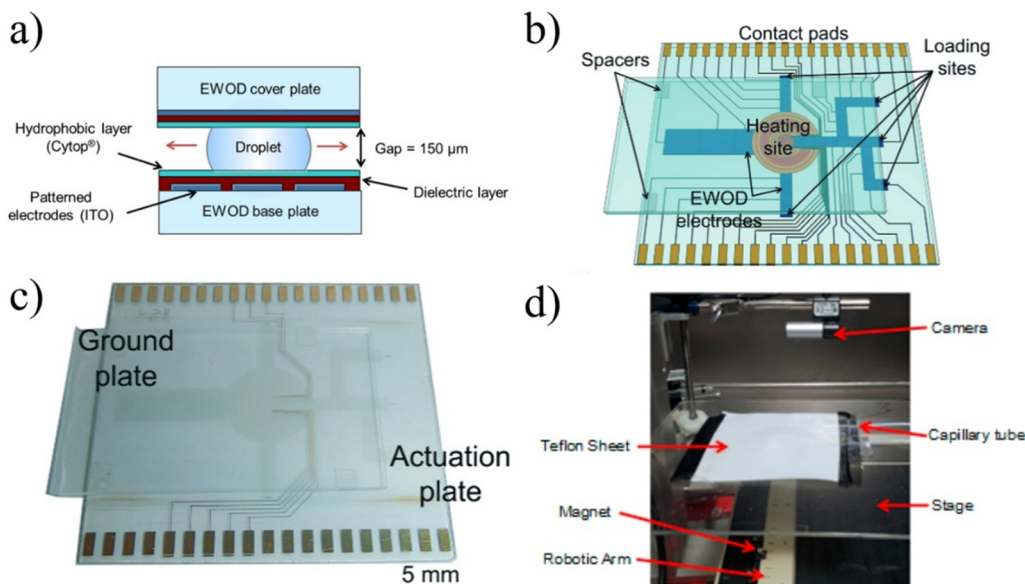 a)
EWOD cover plate
Hydrophobic layer
(Cytop®)
Droplet
Gap = 150 µm
Patterned
electrodes (ITO)
Dielectric layer
EWOD base plate
b)
Contact pads
Spacers
Loading
sites
Heating
site
EWOD
electrodes
c)
Ground
plate
Actuation
plate
5 mm
d)
Camera
Teflon Sheet
Capillary tube
Magnet
Stage
Robotic Arm